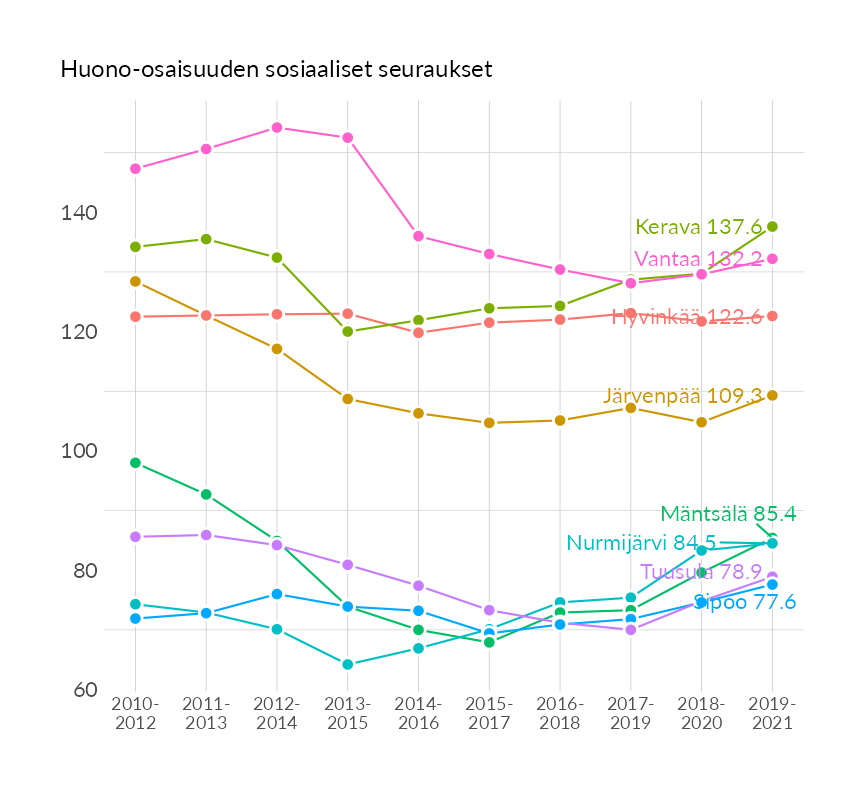 Huono-osaisuuden sosiaaliset seuraukset
140
120
100
80
60
Kerava 137.6
Vantaa 132.2
Hyvinkää 122.6
Järvenpää 109.3
Mäntsälä 85.4
Nurmijärvi 84.5
Tuusula 78.9
Sipoo 77.6
2010-
2012
2011-
2013
2012-
2014
2013-
2015
2014-
2016
2015-
2017
2016-
2018
2017-
2019
2018-
2020
2019-
2021